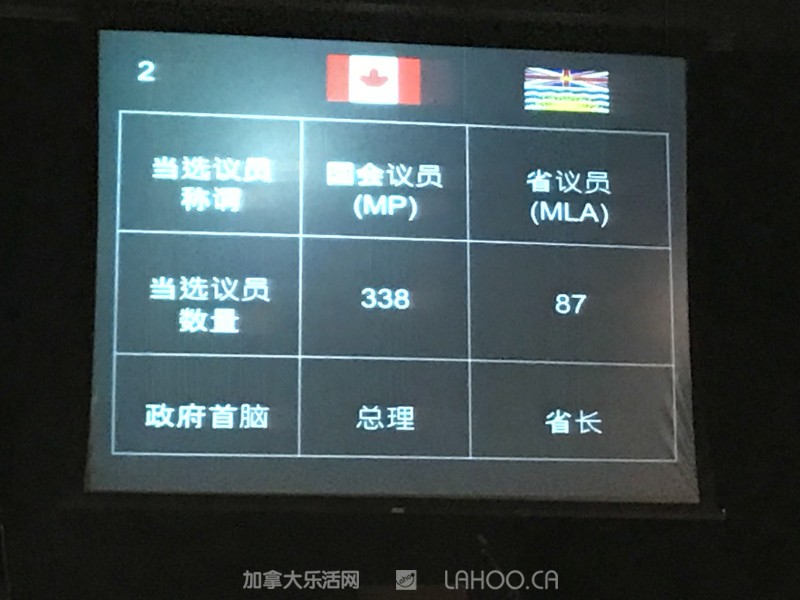 2
当选议员
称谓
国会议员
(MP)
省议员
(MLA)
当选议员
数量
338
87
政府首脑
总理
省长
加拿大乐活网 LAHOO.CA